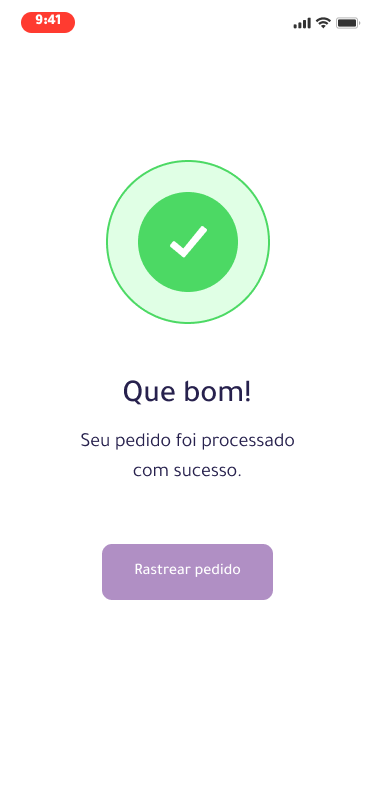 9:41
Que bom!
Seu pedido foi processado
com sucesso.
Rastrear pedido